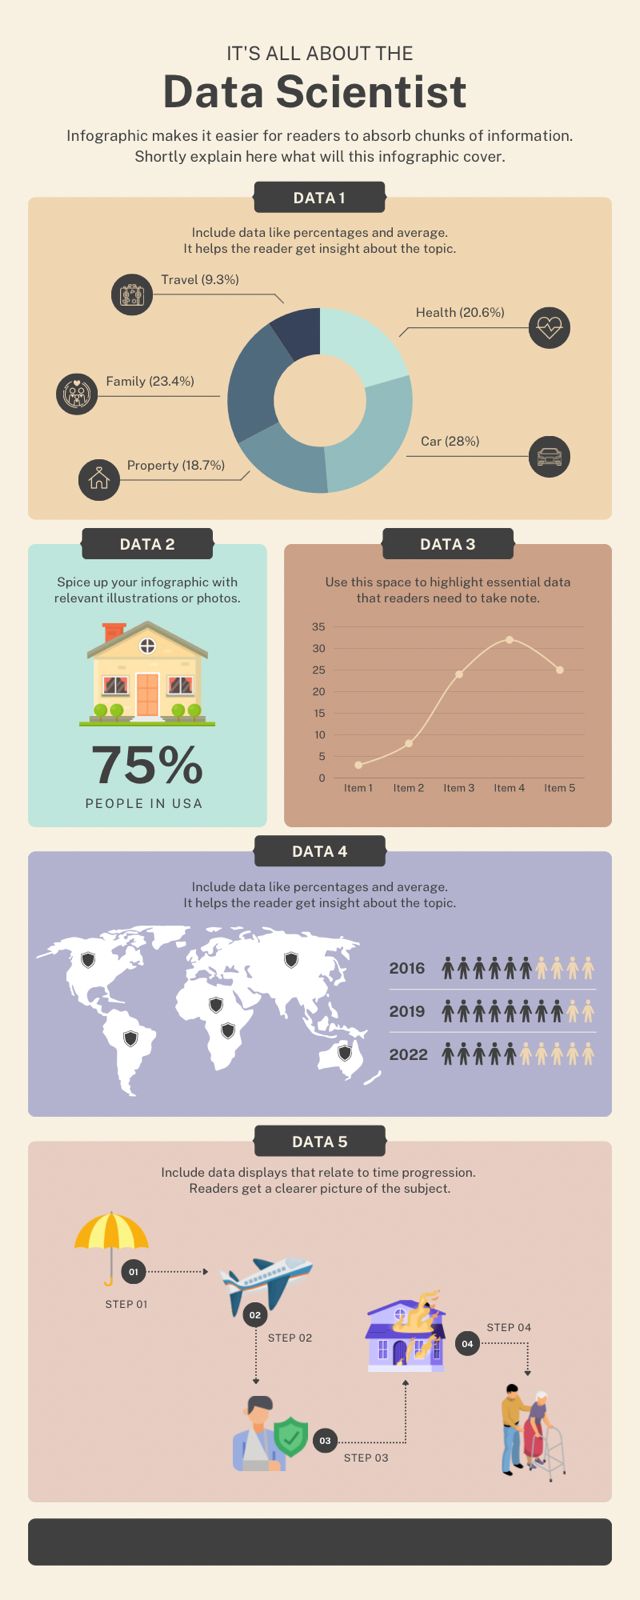 IT'S ALL ABOUT THE
Data Scientist
Infographic makes it easier for readers to absorb chunks of information.
Shortly explain here what will this infographic cover.
DATA 1
Include data like percentages and average.
It helps the reader get insight about the topic.
Travel (9.3%)
Health (20.6%)
Family (23.4%)
Car (28%)
Property (18.7%)
DATA 2
Spice up your infographic with
relevant illustrations or photos.
75%
PEOPLE IN USA
DATA 3
Use this space to highlight essential data
that readers need to take note.
35
30
25
20
15
10
5
0
Item 1 Item 2 Item 3 Item 4 Item 5
DATA 4
Include data like percentages and average.
It helps the reader get insight about the topic.
2016
2019
2022
DATA 5
Include data displays that relate to time progression.
Readers get a clearer picture of the subject.
01
STEP 01
02
STEP 02
03
STEP 03
04
STEP 04